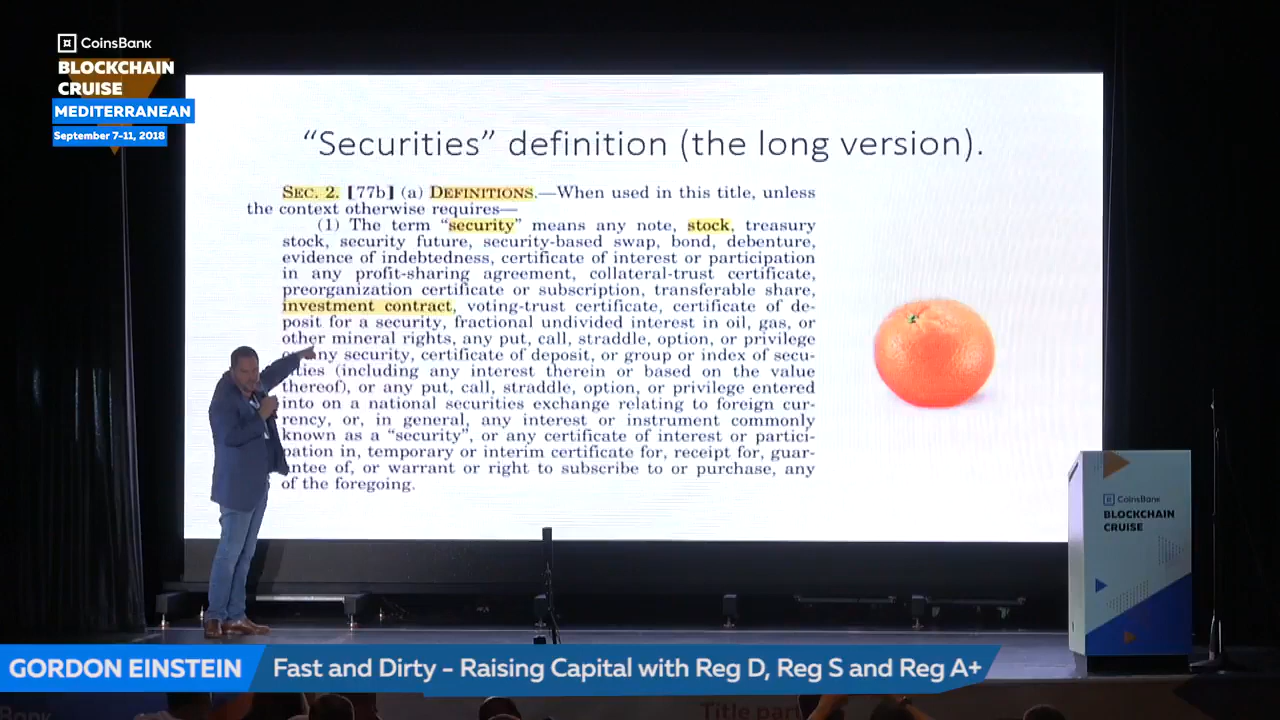 CoinsBank
BLOCKCHAIN
CRUISE
MEDITERRANEAN
September 7-11, 2018
“Securities” definition (the long version).
SEC. 2. [77b] (a) DEFINITIONS.—When used in this title, unless
the context otherwise requires—
(1) The term “security” means any note, stock, treasury
stock, security future, security-based swap, bond, debenture,
evidence of indebtedness, certificate of interest or participation
in any profit-sharing agreement, collateral-trust certificate,
preorganization certificate or subscription, transferable share,
investment contract, voting-trust certificate, certificate of de-
posit for a security, fractional undivided interest in oil, gas, or
other mineral rights, any put, call, straddle, option, or privilege
any security, certificate of deposit, or group or index of secu-
rities (including any interest therein or based on the value
thereof), or any put, call, straddle, option, or privilege entered
into on a national securities exchange relating to foreign cur-
rency, or, in general, any interest or instrument commonly
known as a “security”, or any certificate of interest or partici-
pation in, temporary or interim certificate for, receipt for, guar-
antee of, or warrant or right to subscribe to or purchase, any
of the foregoing.
CoinsBank
BLOCKCHAIN
CRUISE
GORDON EINSTEIN
Fast and Dirty - Raising Capital with Reg D, Reg S and Reg A+
Title